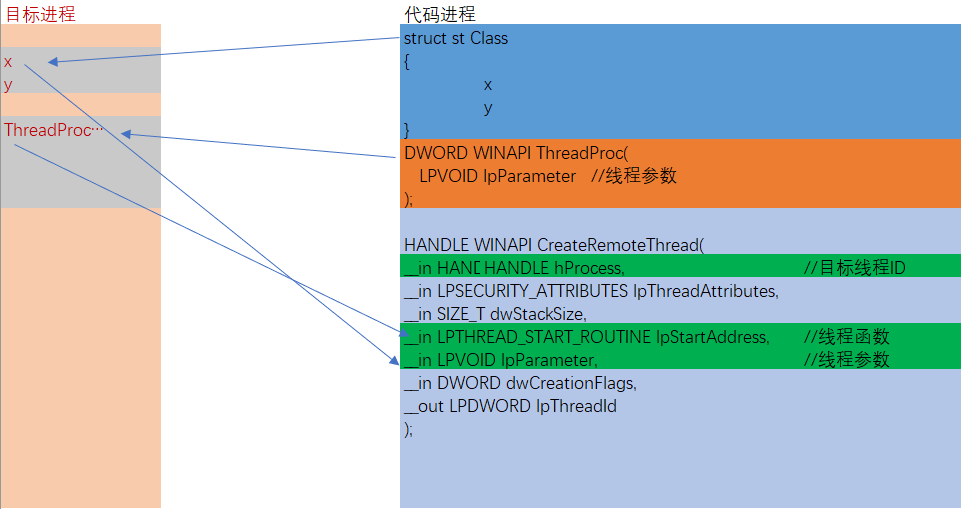 目标进程
x
y
ThreadProc…
代码进程
struct st Class
{
x
y
}
DWORD WINAPI ThreadProc(
LPVOID lpParameter //线程参数
);
HANDLE WINAPI CreateRemoteThread(
__in HANE HANDLE hProcess, //目标线程ID
__in LPSECURITY_ATTRIBUTES lpThreadAttributes,
__in SIZE_T dwStackSize,
__in LPTHREAD_START_ROUTINE lpStartAddress, //线程函数
__in LPVOID lpParameter, //线程参数
__in DWORD dwCreationFlags,
__out LPDWORD lpThreadId
);